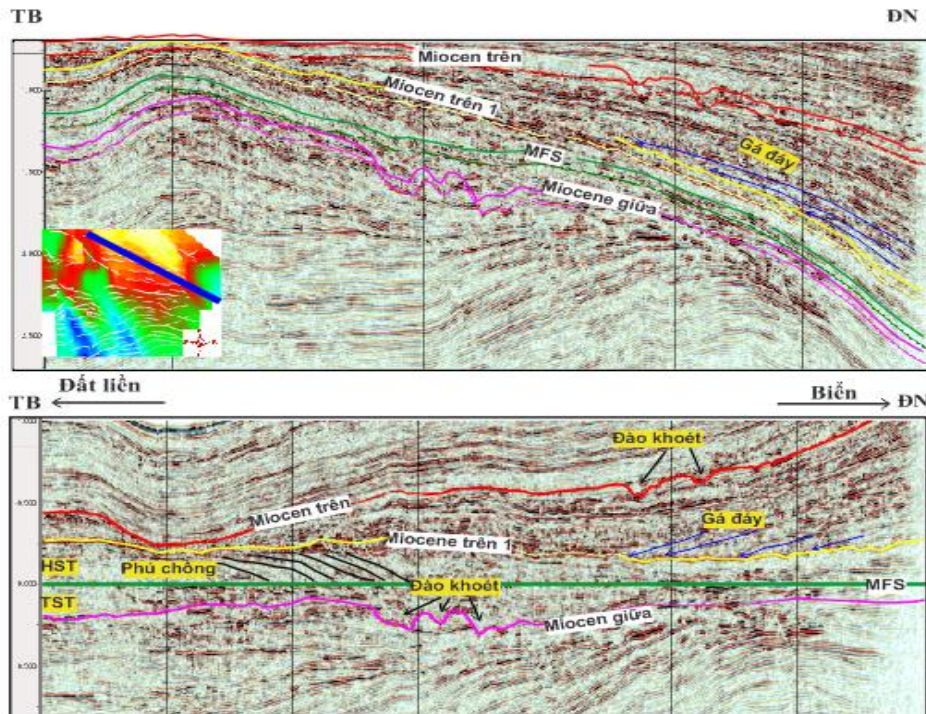 TB ĐN
Miocen trên
Miocen trên 1
Gá đáy
MFS
Miocene giữa
Đất liền
Biển
TB ĐN
Đào khoét
Miocen trên
Gá đáy
Miocene trên 1
HST
Phủ chồng
MFS
TST
Đào khoét
Miocen giữa